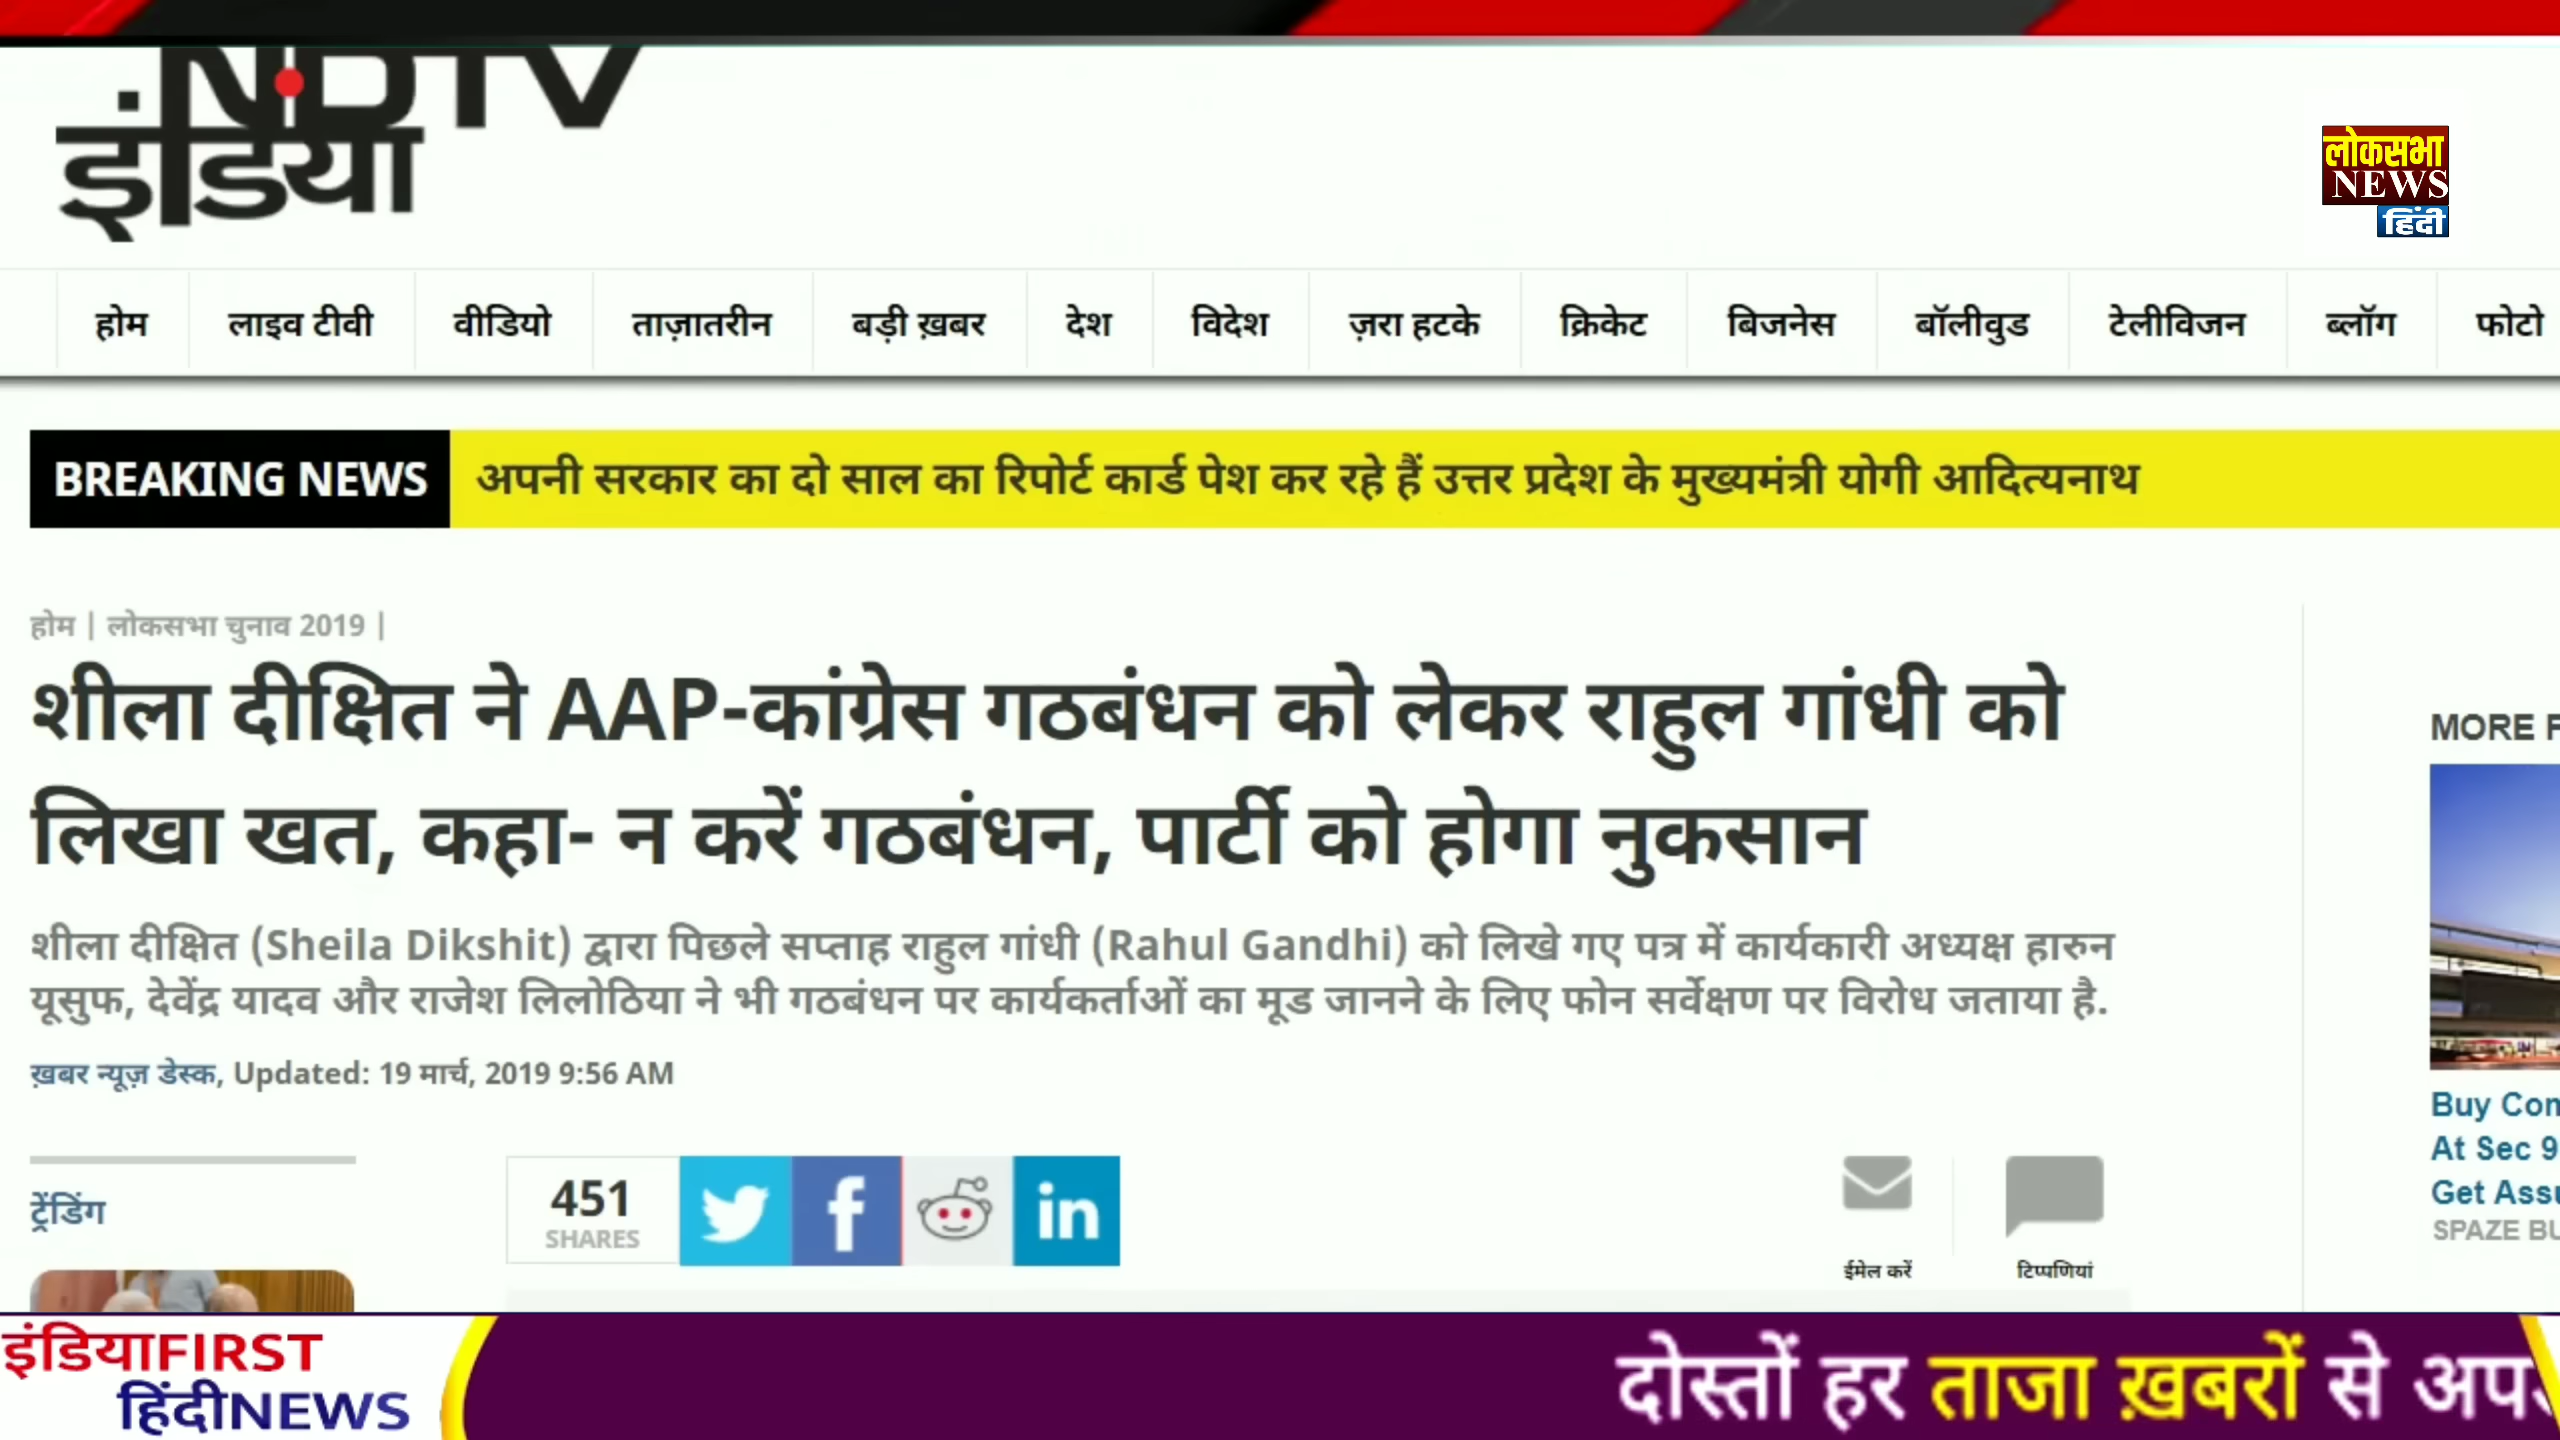 NDTV
इंडिया
लोकसभा
NEWS
हिंदी
होम लाइव टीवी वीडियो ताज़ातरीन बड़ी ख़बर देश विदेश ज़रा हटके क्रिकेट बिजनेस बॉलीवुड टेलीविजन ब्लॉग फोटो
BREAKING NEWS अपनी सरकार का दो साल का रिपोर्ट कार्ड पेश कर रहे हैं उत्तर प्रदेश के मुख्यमंत्री योगी आदित्यनाथ
होम | लोकसभा चुनाव 2019 |
शीला दीक्षित ने AAP-कांग्रेस गठबंधन को लेकर राहुल गांधी को
लिखा खत, कहा- न करें गठबंधन, पार्टी को होगा नुकसान
शीला दीक्षित (Sheila Dikshit) द्वारा पिछले सप्ताह राहुल गांधी (Rahul Gandhi) को लिखे गए पत्र में कार्यकारी अध्यक्ष हारुन
यूसुफ, देवेंद्र यादव और राजेश लिलोठिया ने भी गठबंधन पर कार्यकर्ताओं का मूड जानने के लिए फोन सर्वेक्षण पर विरोध जताया है.
ख़बर न्यूज़ डेस्क, Updated: 19 मार्च, 2019 9:56 AM
ट्रेंडिंग
451
SHARES
f
in
ईमेल करें
टिप्पणियां
MORE
Buy
At Sec 9
Get
SPAZE
इंडियाFIRST
हिंदीNEWS
दोस्तों हर ताजा ख़बरों से